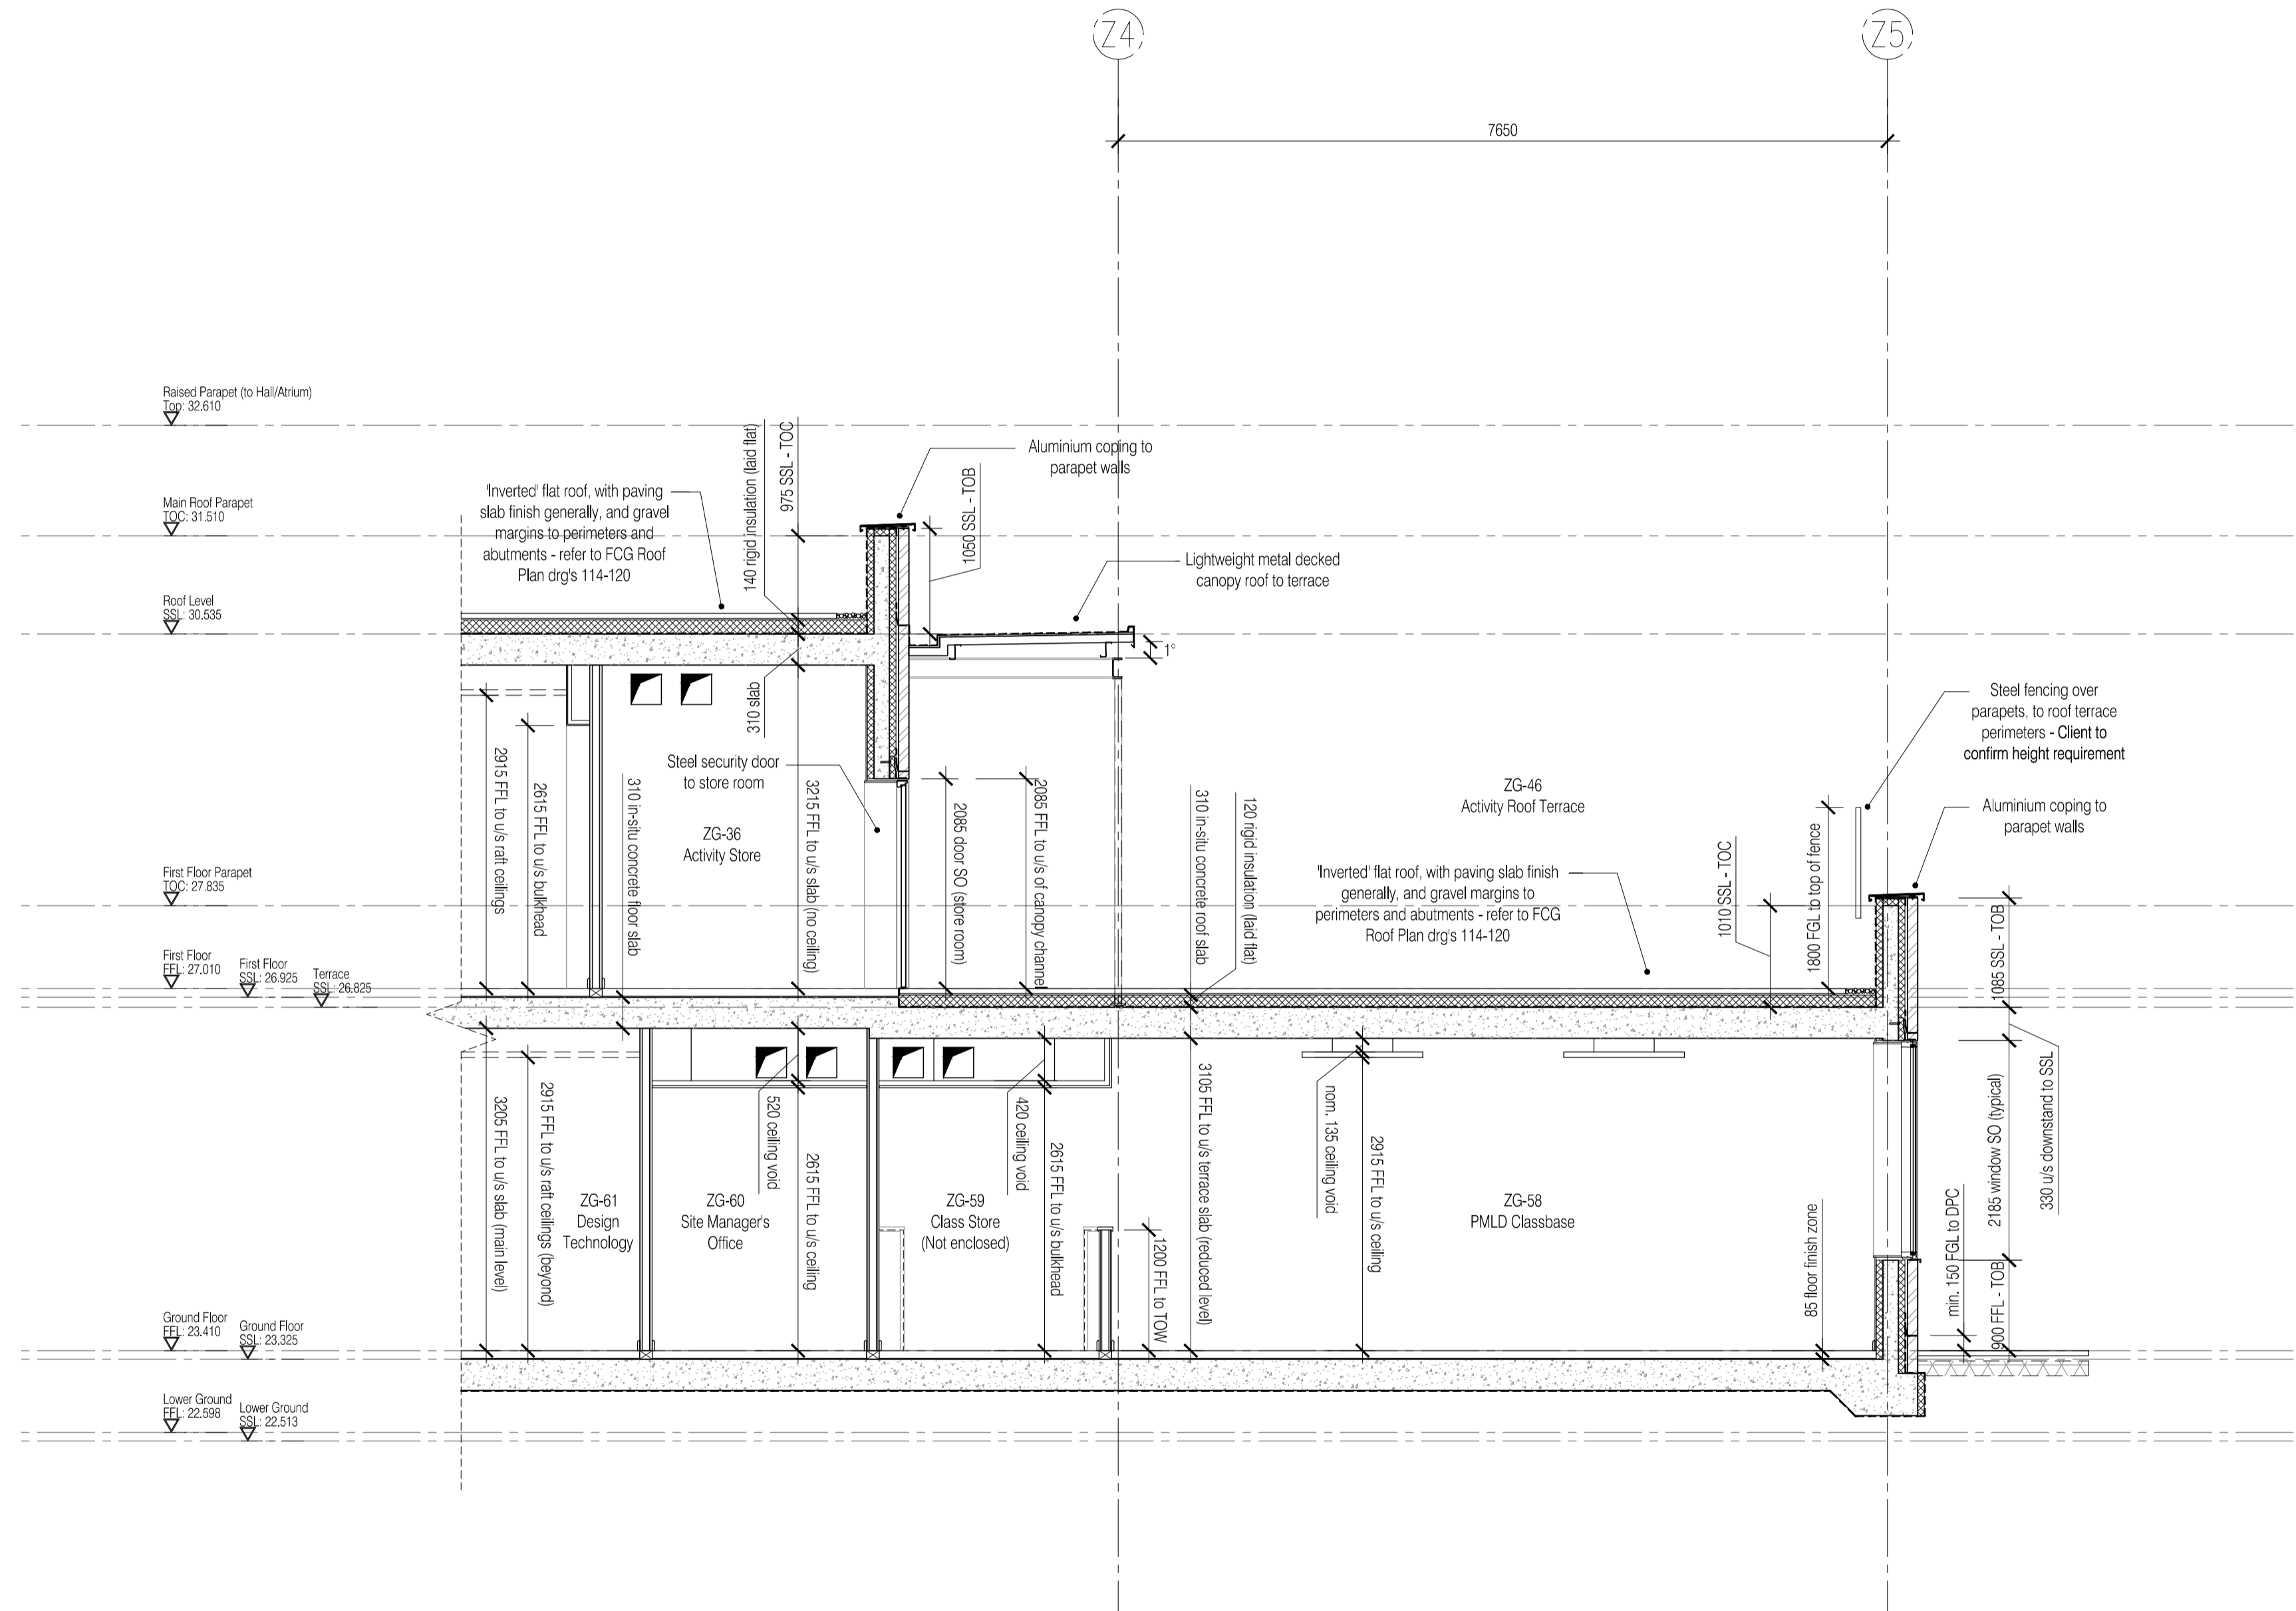 Z4
Z5
7650
Raised Parapet (to Hall/Atrium)
Top: 32.610
Main Roof Parapet
TOC: 31.510
Roof Level
SSL: 30.535
First Floor Parapet
TOC: 27.835
First Floor
FFL: 27.010
First Floor
SSL: 26.925
Terrace
SSL: 26.825
Ground Floor
FFL: 23.410
Ground Floor
SSL: 23.325
Lower Ground
FFL: 22.598
Lower Ground
SSL: 22.513
'Inverted' flat roof, with paving
slab finish generally, and gravel
margins to perimeters and
abutments - refer to FCG Roof
Plan drg's 114-120
140 rigid insulation (laid flat)
975 SSL - TOC
Aluminium coping to
parapet walls
1050 SSL - TOB
Lightweight metal decked
canopy roof to terrace
1°
310 slab
Steel security door
to store room
2915 FFL to u/s raft ceilings
2615 FFL to u/s bulkhead
310 in-situ concrete floor slab
ZG-36
Activity Store
3215 FFL to u/s slab (no ceiling)
2085 door SO (store room)
2085 FFL to u/s of canopy channel
310 in-situ concrete roof slab
120 rigid insulation (laid flat)
ZG-46
Activity Roof Terrace
'Inverted' flat roof, with paving slab finish
generally, and gravel margins to
perimeters and abutments - refer to FCG
Roof Plan drg's 114-120
1010 SSL - TOC
1800 FGL to top of fence
Steel fencing over
parapets, to roof terrace
perimeters - Client to
confirm height requirement
Aluminium coping to
parapet walls
1085 SSL - TOB
3205 FFL to u/s slab (main level)
2915 FFL to u/s raft ceilings (beyond)
ZG-61
Design
Technology
ZG-60
Site Manager's
Office
520 ceiling void
2615 FFL to u/s ceiling
ZG-59
Class Store
(Not enclosed)
420 ceiling void
2615 FFL to u/s bulkhead
1200 FFL to TOW
3105 FFL to u/s terrace slab (reduced level)
nom. 135 ceiling void
2915 FFL to u/s ceiling
ZG-58
PMLD Classbase
85 floor finish zone
min. 150 FGL to DPC
2185 window SO (typical)
900 FFL - TOB
330 u/s downstand to SSL